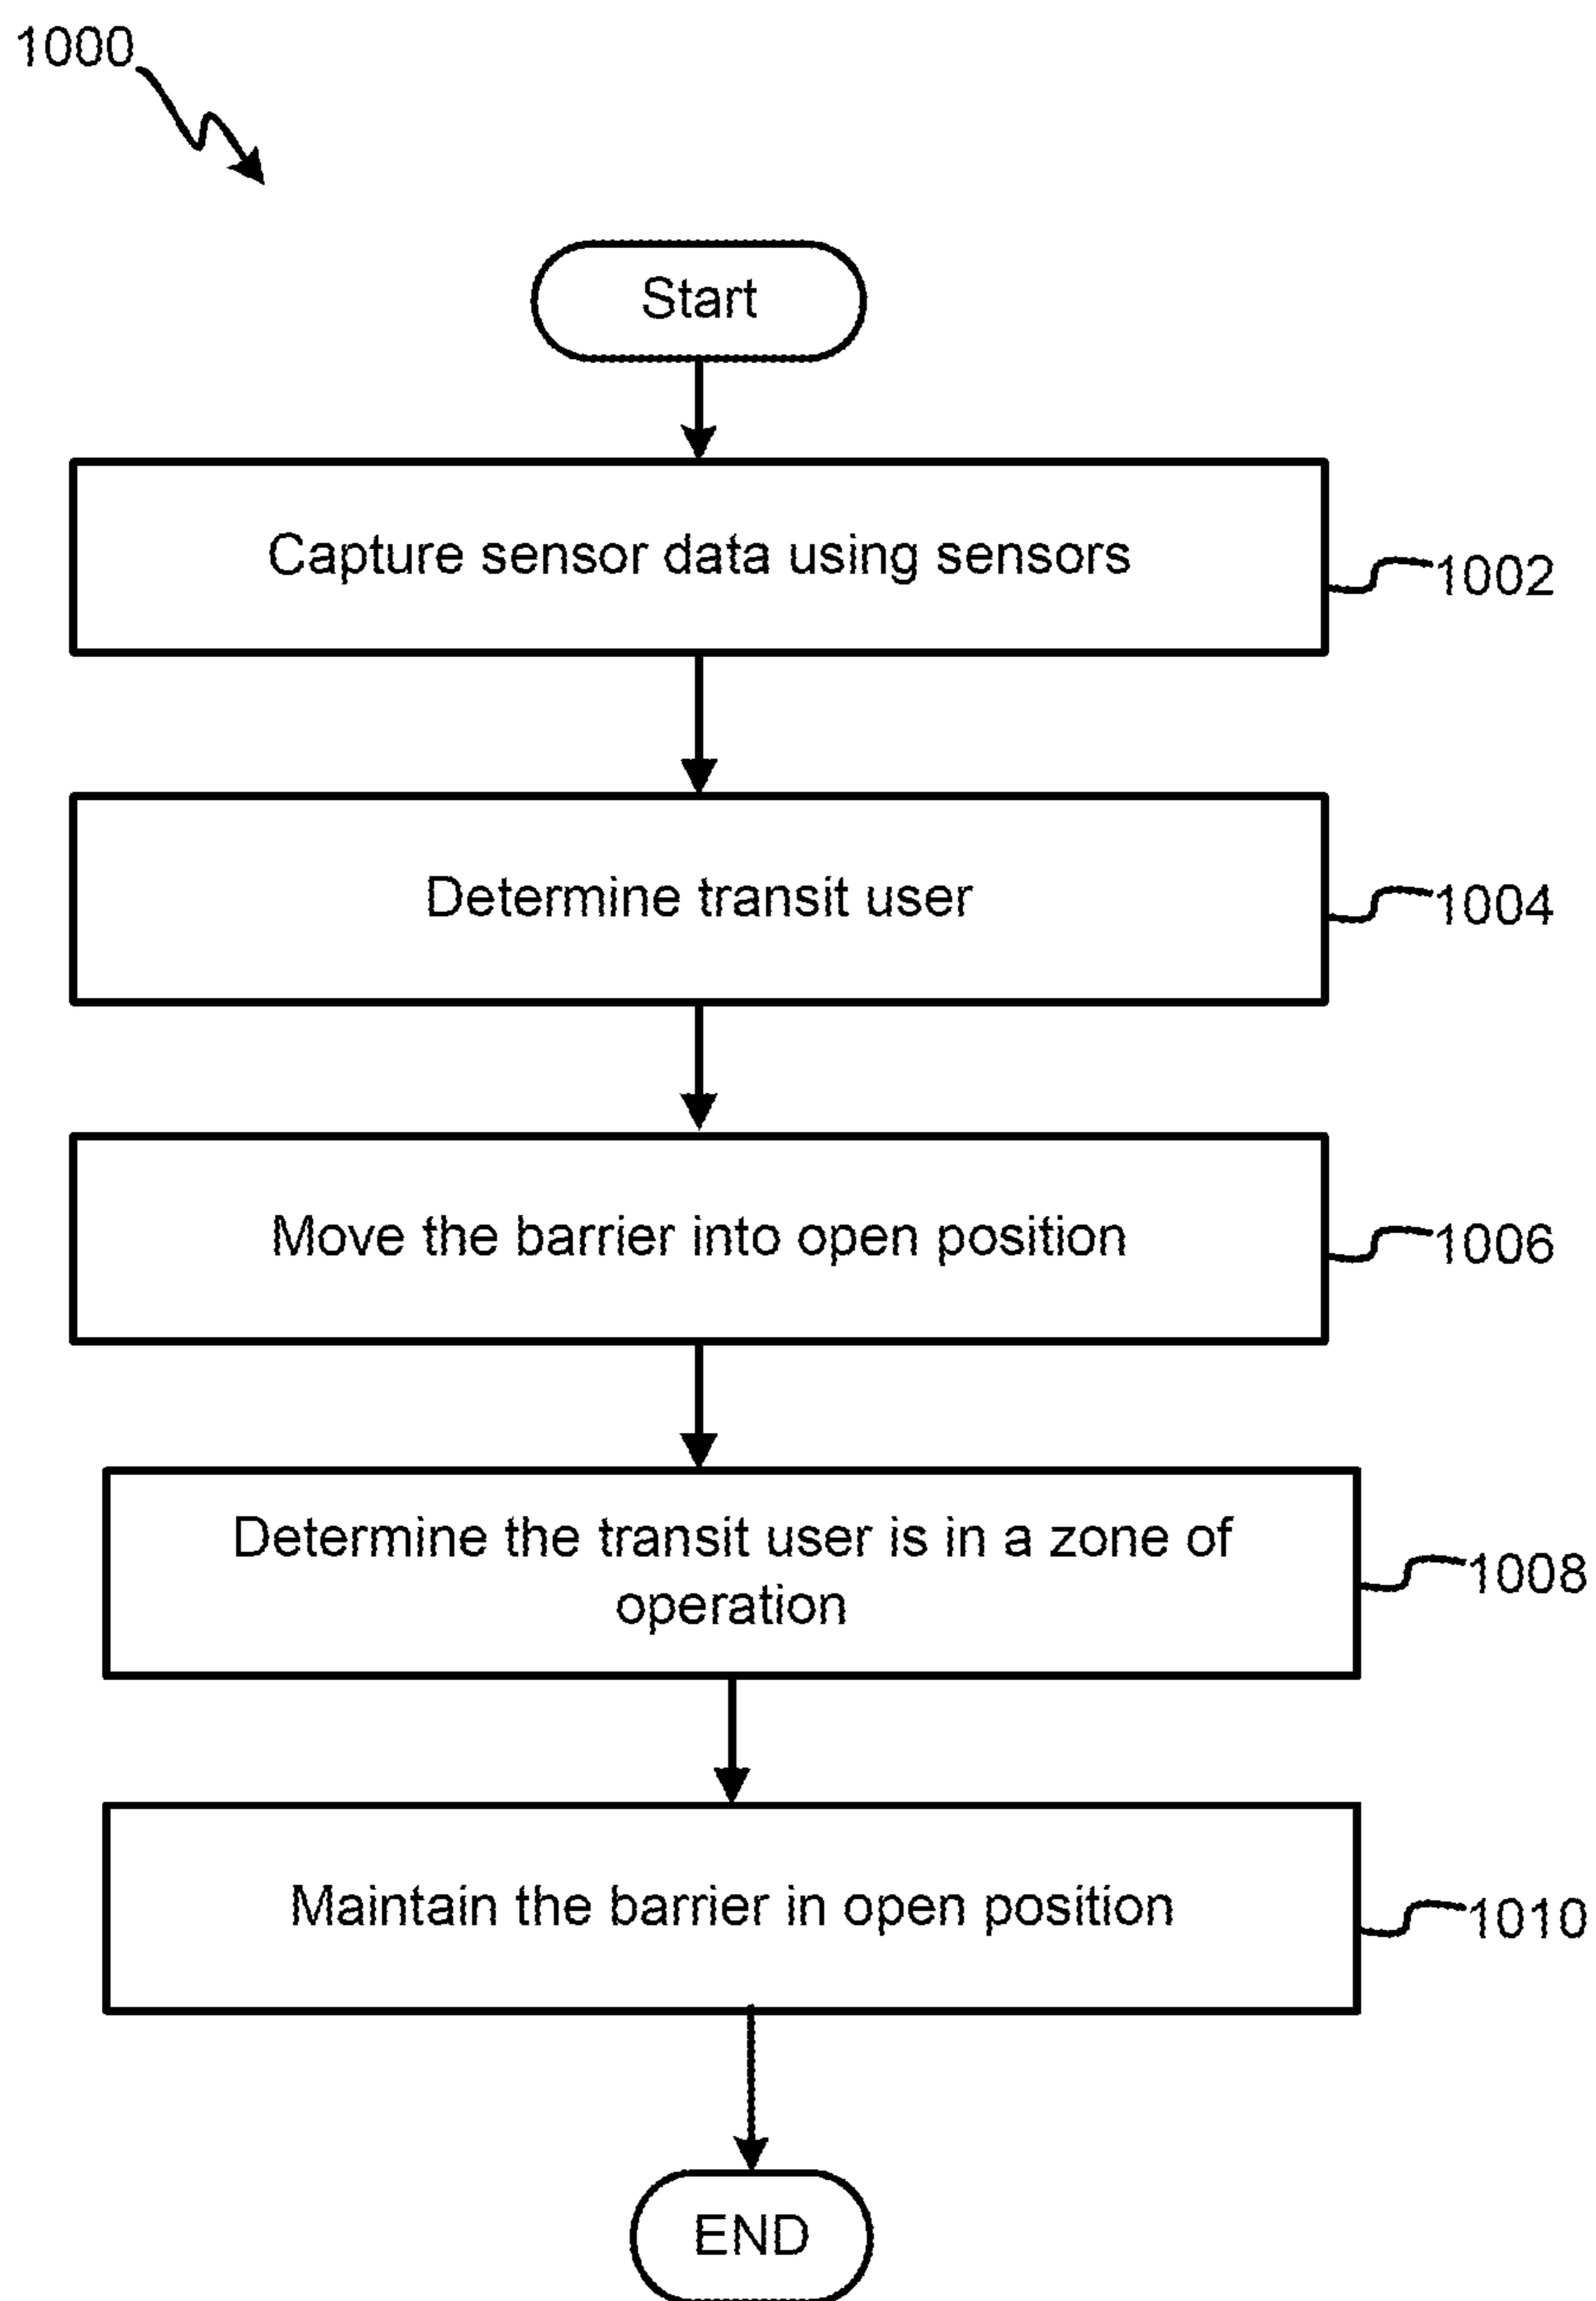 1000
Start
Capture sensor data using sensors
1002
Determine transit user
1004
Move the barrier into open position
1006
Determine the transit user is in a zone of
operation
1008
Maintain the barrier in open position
1010
END